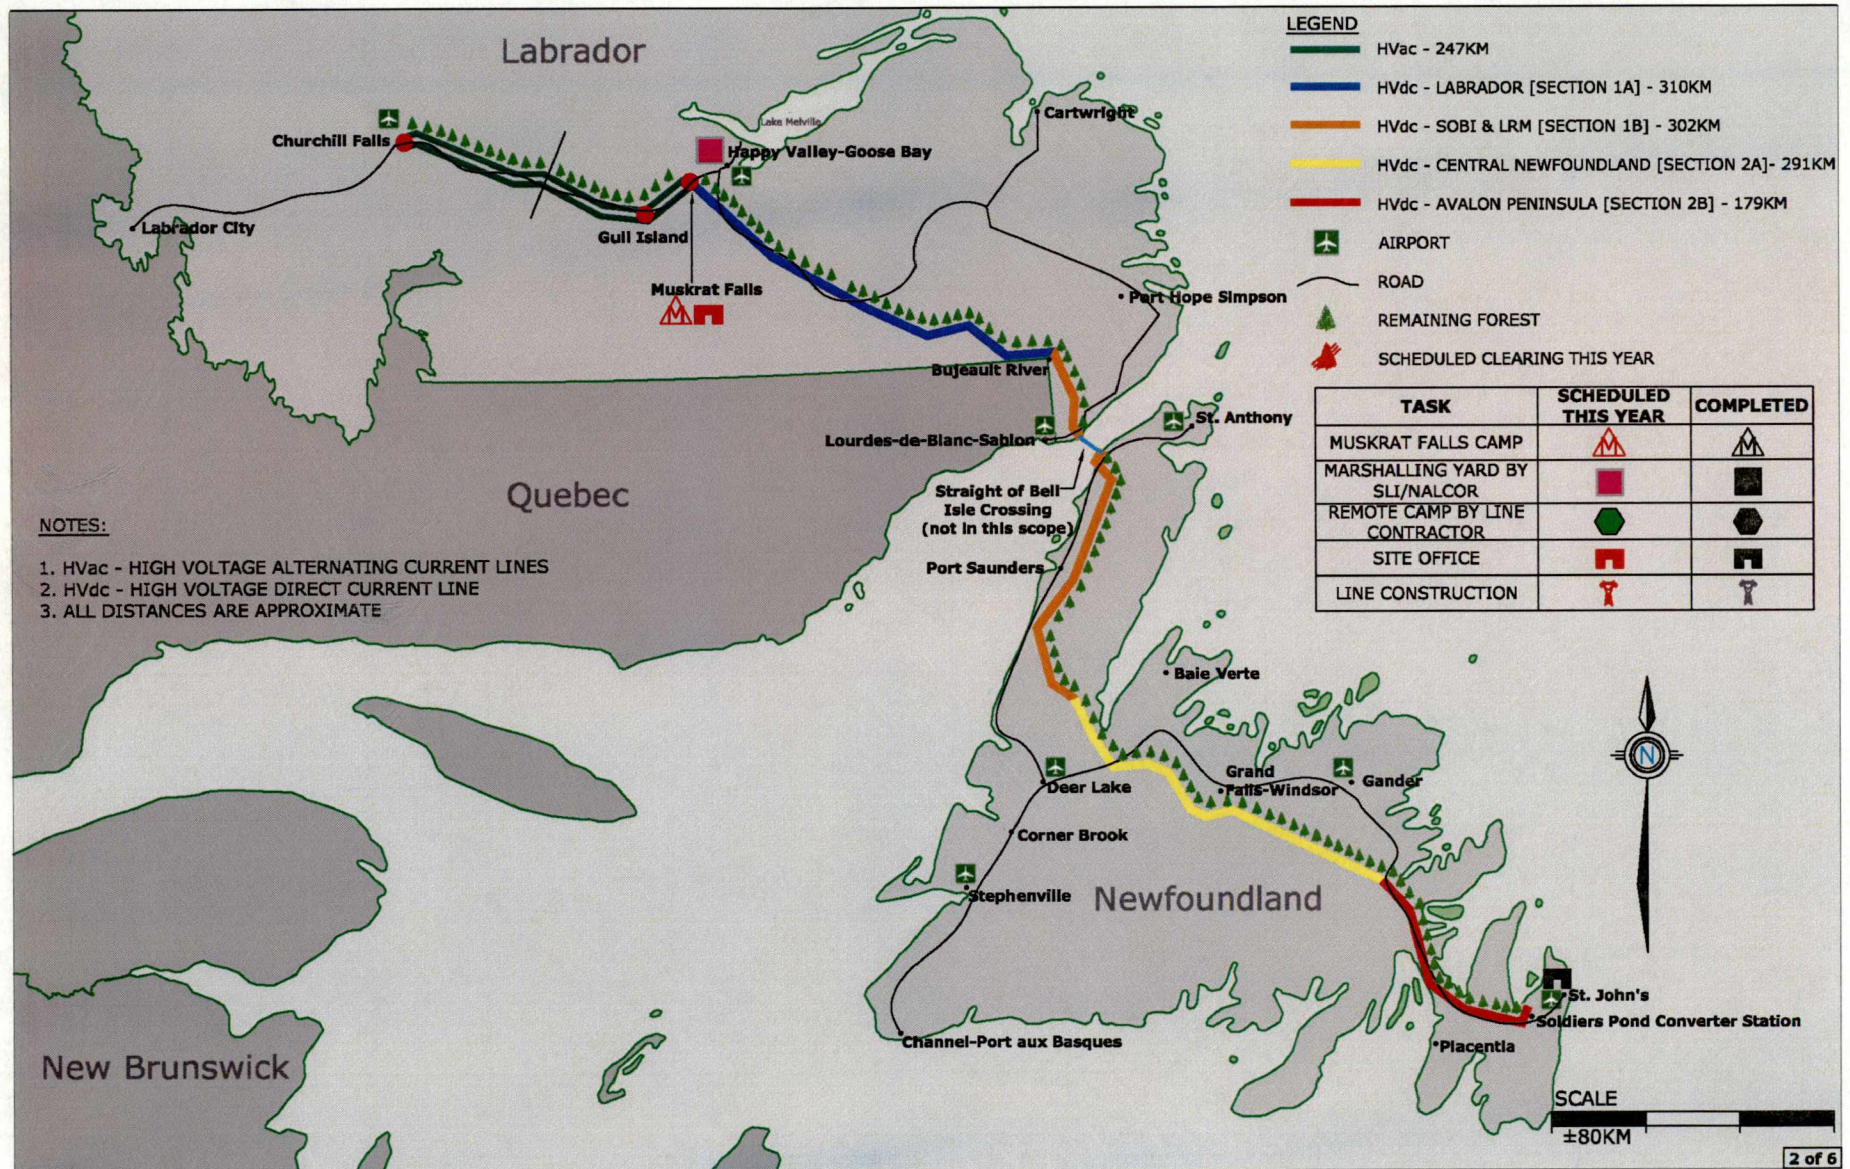 Labrador
Churchill Falls
Lake Melville
Happy Valley-Goose Bay
Cartwright
Labrador City
Gull Island
Muskrat Falls
M
Port Hope Simpson
Bujeault River
Lourdes-de-Blanc-Sablon
St. Anthony
Quebec
Straight of Bell
Isle Crossing
(not in this scope)
Port Saunders
Baie Verte
Deer Lake
Grand
Falls-Windsor
Gander
Corner Brook
Stephenville
Newfoundland
St. John's
Soldiers Pond Converter Station
Placentia
Channel-Port aux Basques
New Brunswick
NOTES:
1. HVac - HIGH VOLTAGE ALTERNATING CURRENT LINES
2. HVdc - HIGH VOLTAGE DIRECT CURRENT LINE
3. ALL DISTANCES ARE APPROXIMATE
LEGEND
HVac - 247KM
HVdc - LABRADOR [SECTION 1A] - 310KM
HVdc - SOBI & LRM [SECTION 1B] - 302KM
HVdc - CENTRAL NEWFOUNDLAND [SECTION 2A]- 291KM
HVdc - AVALON PENINSULA [SECTION 2B] - 179KM
AIRPORT
ROAD
REMAINING FOREST
SCHEDULED CLEARING THIS YEAR
TASK SCHEDULED THIS YEAR COMPLETED
MUSKRAT FALLS CAMP M M
MARSHALLING YARD BY
SLI/NALCOR
REMOTE CAMP BY LINE
CONTRACTOR
SITE OFFICE
LINE CONSTRUCTION
N
SCALE
±80KM
2 of 6